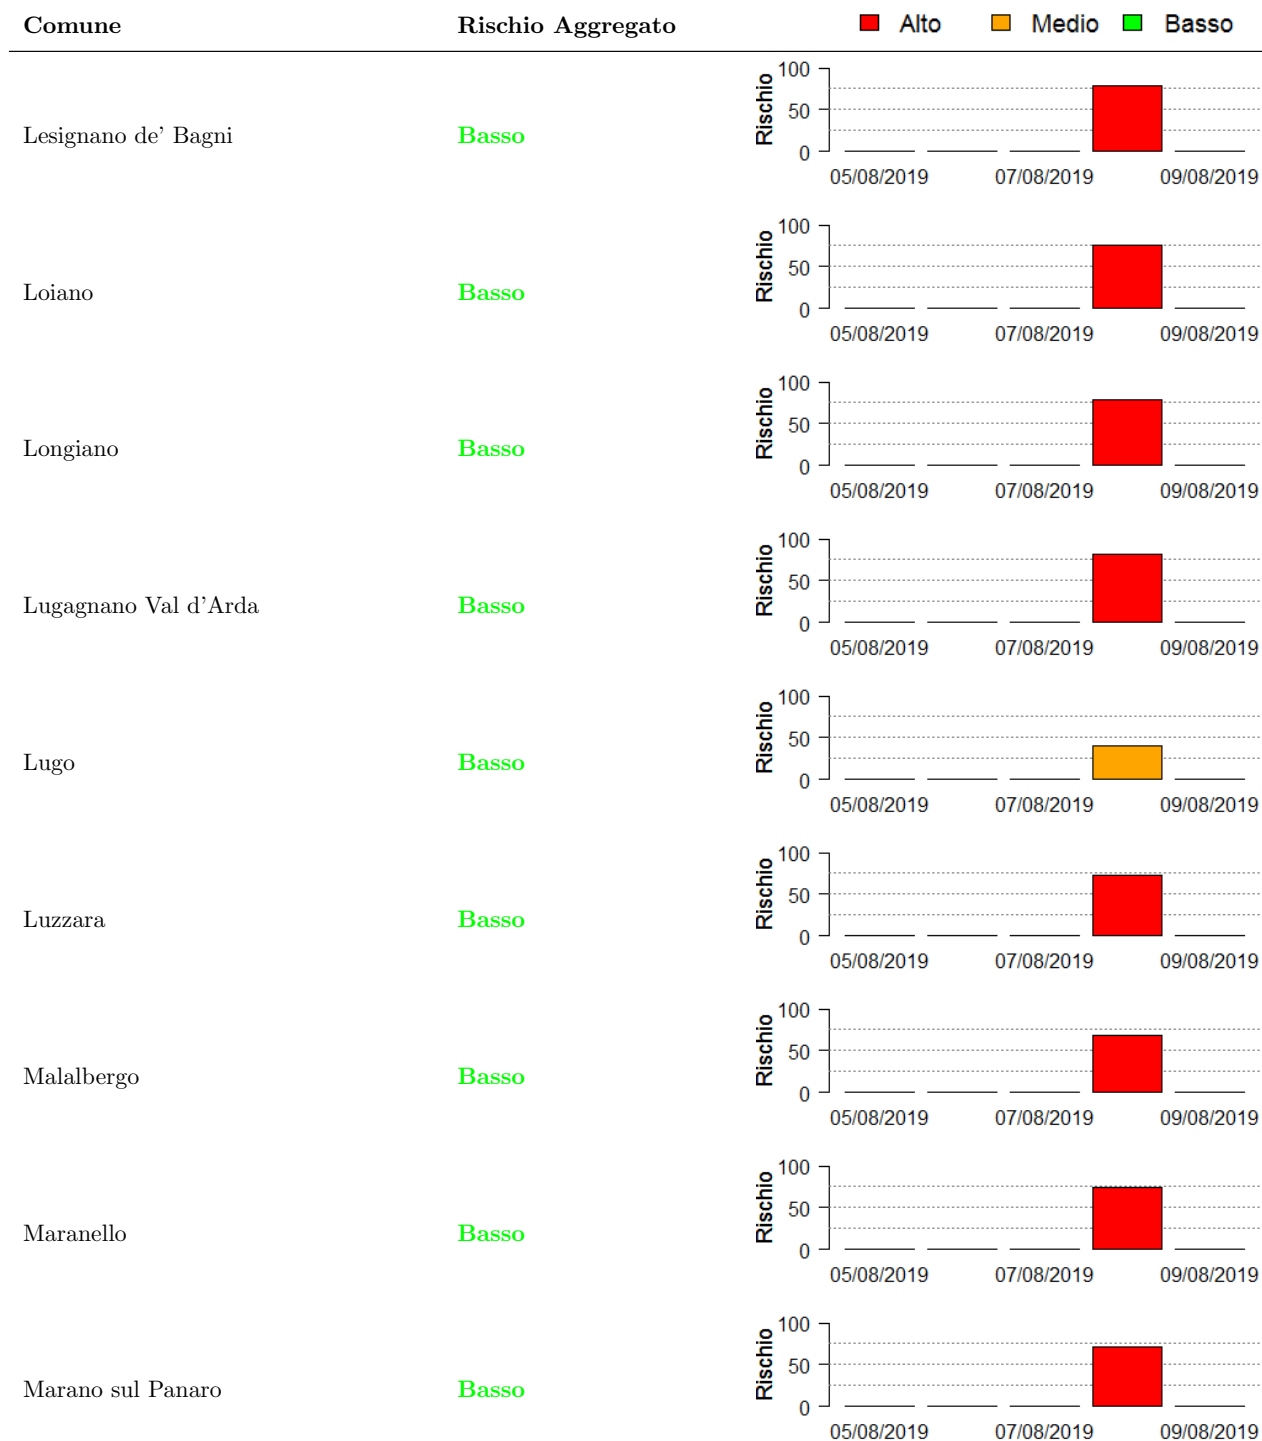 Comune Rischio Aggregato Alto Medio Basso
100
50
0
Rischio
Lesignano de' Bagni Basso
05/08/2019 07/08/2019 09/08/2019
100
50
0
Rischio
Loiano Basso
05/08/2019 07/08/2019 09/08/2019
100
50
0
Rischio
Longiano Basso
05/08/2019 07/08/2019 09/08/2019
100
50
0
Rischio
Lugagnano Val d'Arda Basso
05/08/2019 07/08/2019 09/08/2019
100
50
0
Rischio
Lugo Basso
05/08/2019 07/08/2019 09/08/2019
100
50
0
Rischio
Luzzara Basso
05/08/2019 07/08/2019 09/08/2019
100
50
0
Rischio
Malalbergo Basso
05/08/2019 07/08/2019 09/08/2019
100
50
0
Rischio
Maranello Basso
05/08/2019 07/08/2019 09/08/2019
100
50
0
Rischio
Marano sul Panaro Basso
05/08/2019 07/08/2019 09/08/2019